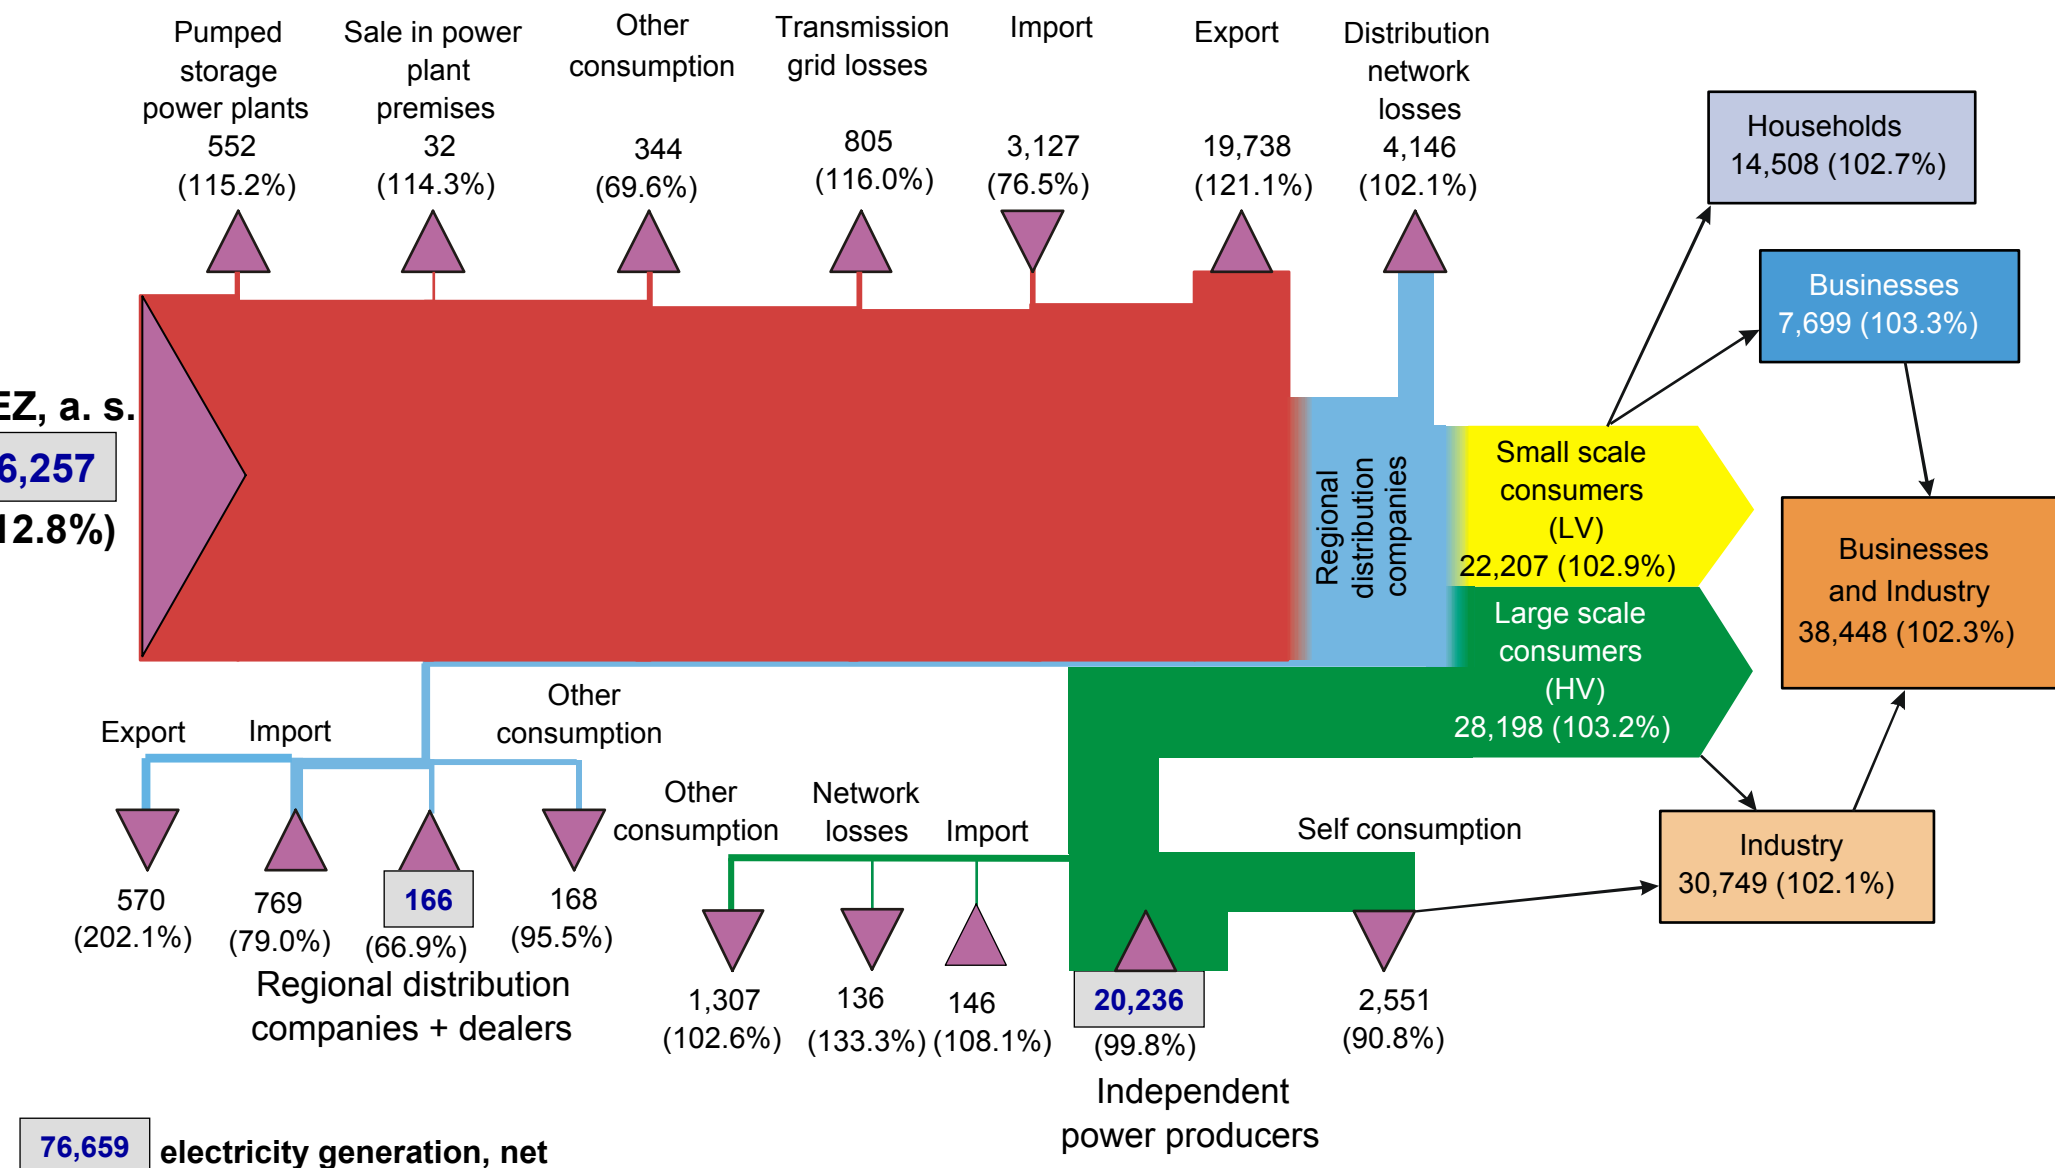 Pumped
storage
power plants
552
(115.2%)
Sale in power
plant
premises
32
(114.3%)
Other
consumption
344
(69.6%)
Transmission
grid losses
805
(116.0%)
Import
3,127
(76.5%)
Export
19,738
(121.1%)
Distribution
network
losses
4,146
(102.1%)
Households
14,508 (102.7%)
Businesses
7,699 (103.3%)
EZ, a. s.
6,257
12.8%)
Regional
distribution
companies
Small scale
consumers
(LV)
22,207 (102.9%)
Large scale
consumers
(HV)
28,198 (103.2%)
Businesses
and Industry
38,448 (102.3%)
Industry
30,749 (102.1%)
Export
570
(202.1%)
Import
769
(79.0%)
166
(66.9%)
Other
consumption
168
(95.5%)
Regional distribution
companies + dealers
Other
consumption
1,307
(102.6%)
Network
losses
136
(133.3%)
Import
146
(108.1%)
20,236
(99.8%)
Self consumption
2,551
(90.8%)
Independent
power producers
76,659 electricity generation, net